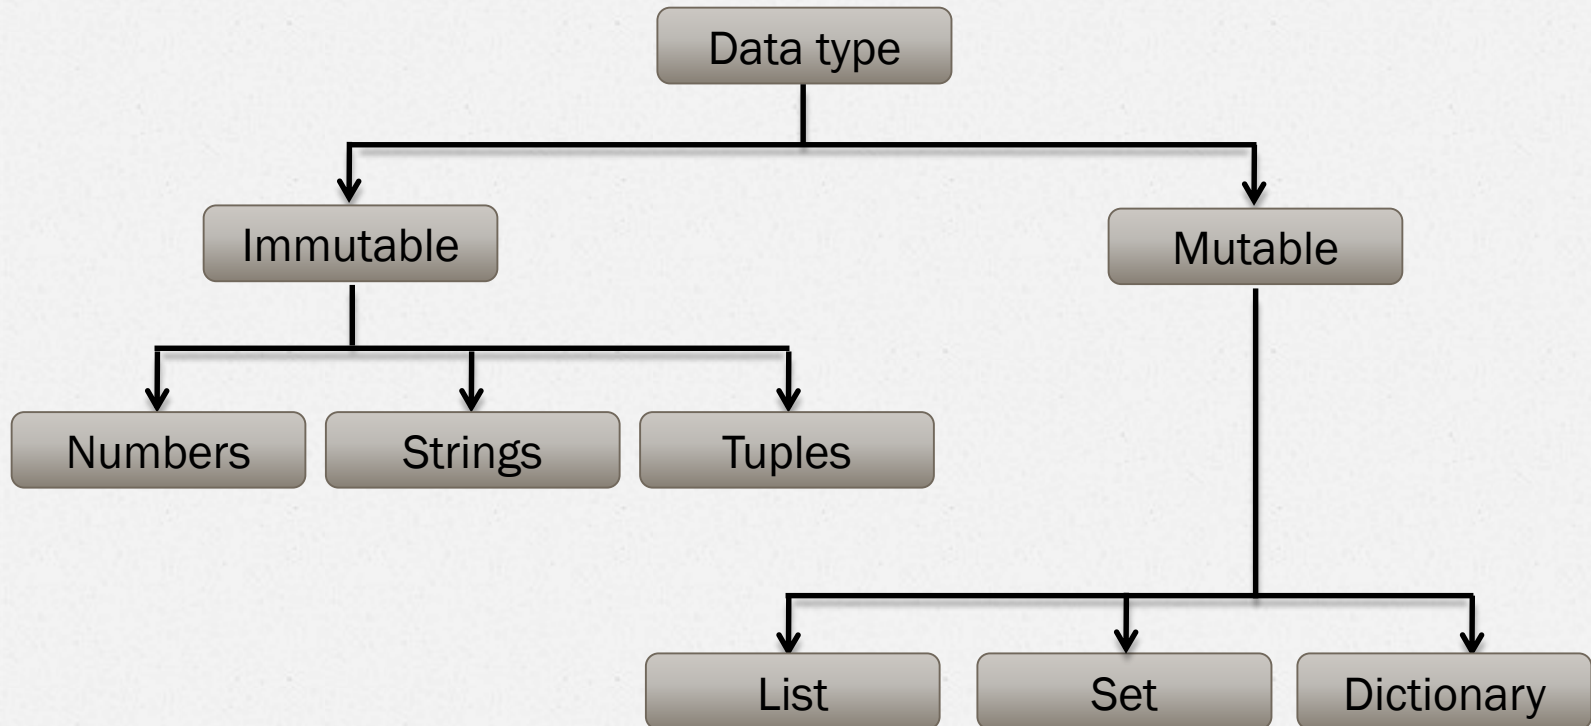 Data type
Immutable
Mutable
Numbers
Strings
Tuples
List
Set
Dictionary